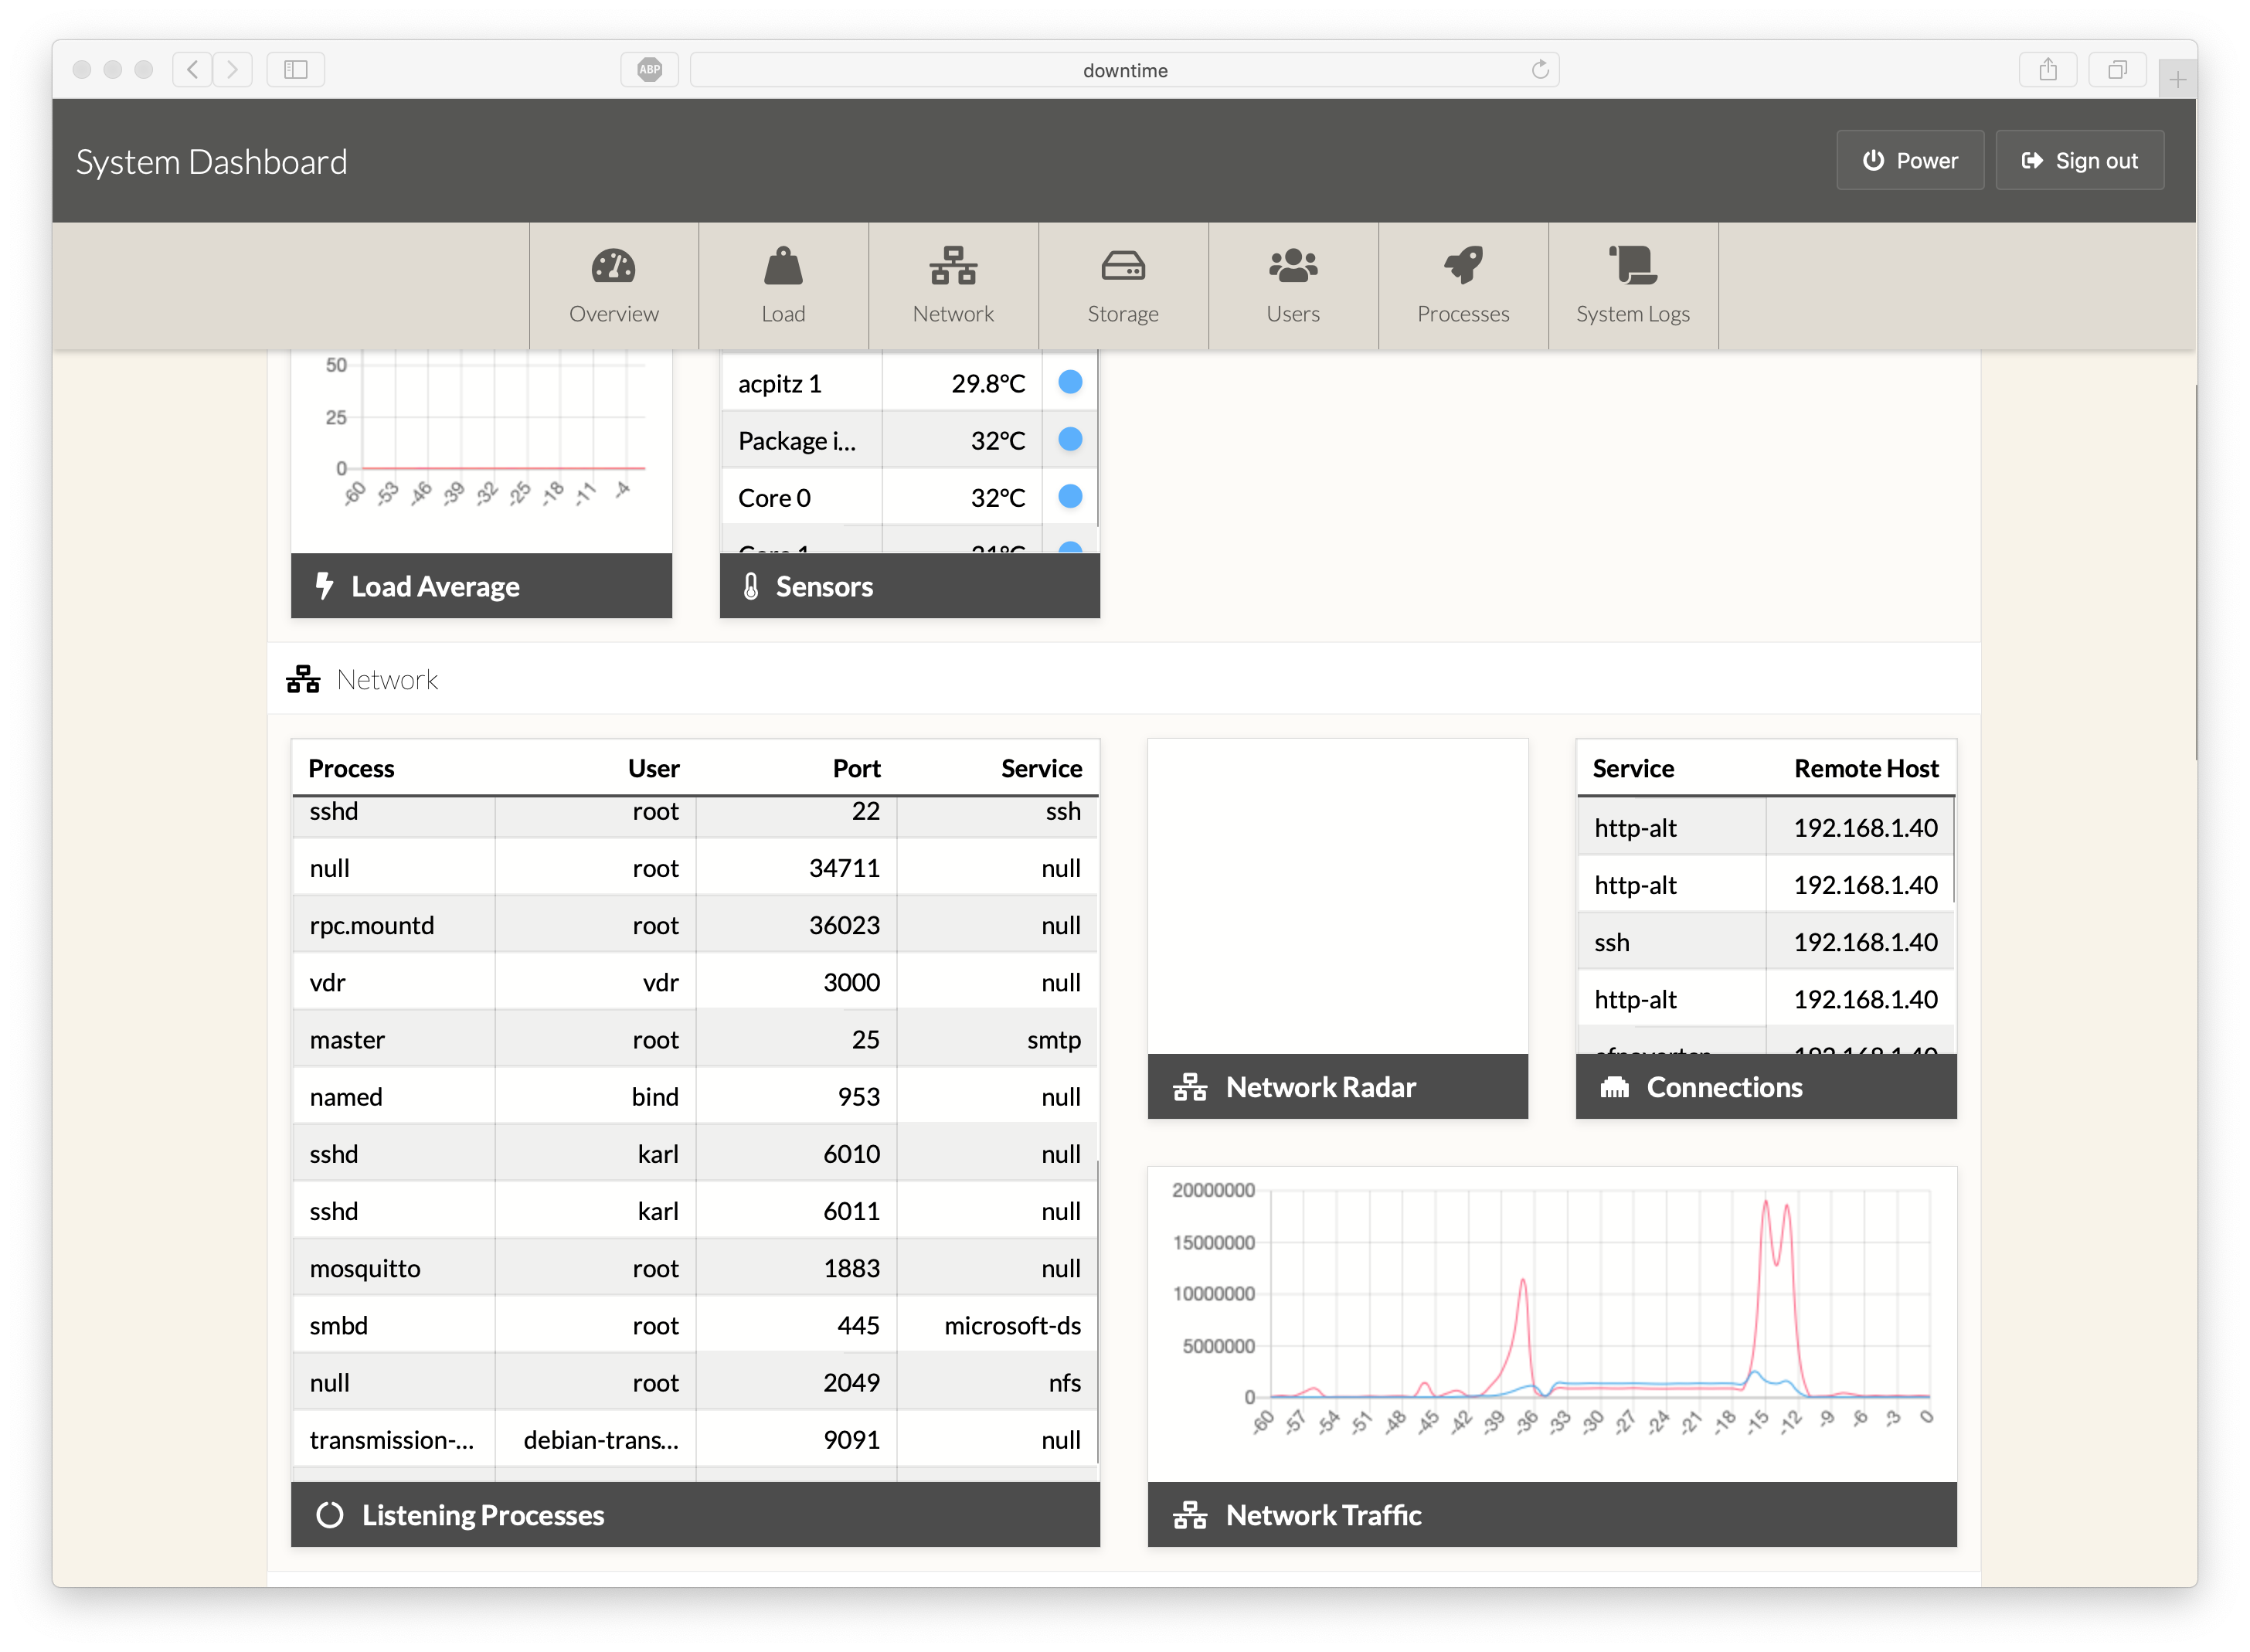 ABP
downtime
System Dashboard
Power
Sign out
Overview
Load
Network
Storage
Users
Processes
System Logs
50
25
0
-60 -53 -46 -39 -32 -25 -18 -11 -4
Load Average
acpitz 1 29.8°C
Package i... 32°C
Core 0 32°C
Core 1 31°C
Sensors
Network
Process User Port Service
sshd root 22 ssh
null root 34711 null
rpc.mountd root 36023 null
vdr vdr 3000 null
master root 25 smtp
named bind 953 null
sshd karl 6010 null
sshd karl 6011 null
mosquitto root 1883 null
smbd root 445 microsoft-ds
null root 2049 nfs
transmission-... debian-trans... 9091 null
Listening Processes
Network Radar
Service Remote Host
http-alt 192.168.1.40
http-alt 192.168.1.40
ssh 192.168.1.40
http-alt 192.168.1.40
192.168.1.40
Connections
20000000
15000000
10000000
5000000
0
-60 -57 -54 -51 -48 -45 -42 -39 -36 -33 -30 -27 -24 -21 -18 -15 -12 -9 -6 -3 0
Network Traffic